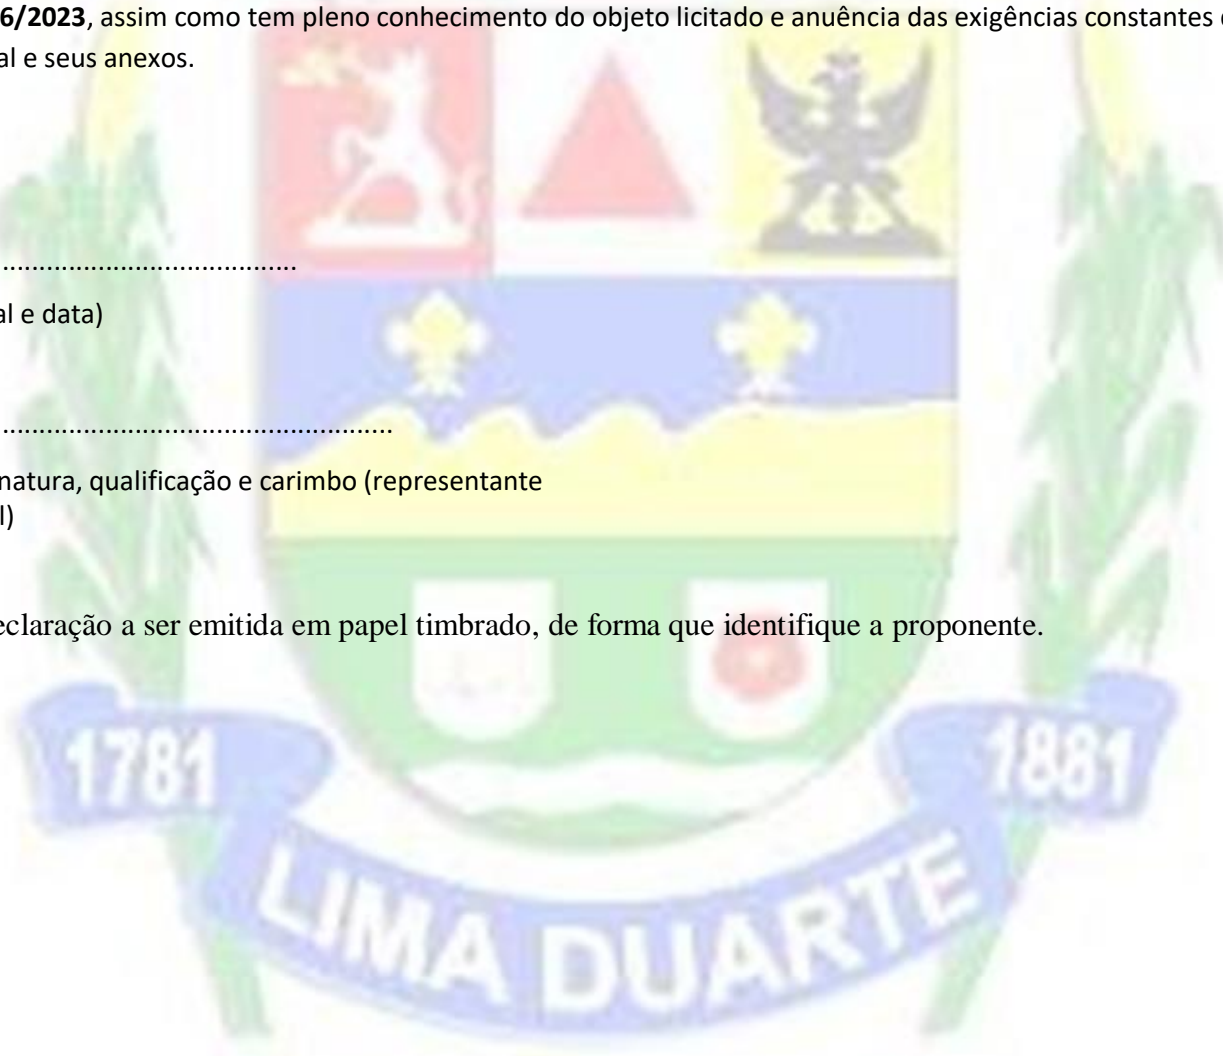 6/2023, assim como tem pleno conhecimento do objeto licitado e anuência das exigências constantes
al e seus anexos.
.......................................
al e data)
....................................................
natura, qualificação e carimbo (representante
l)
eclaração a ser emitida em papel timbrado, de forma que identifique a proponente.
1781
1881
LIMA DUARTE